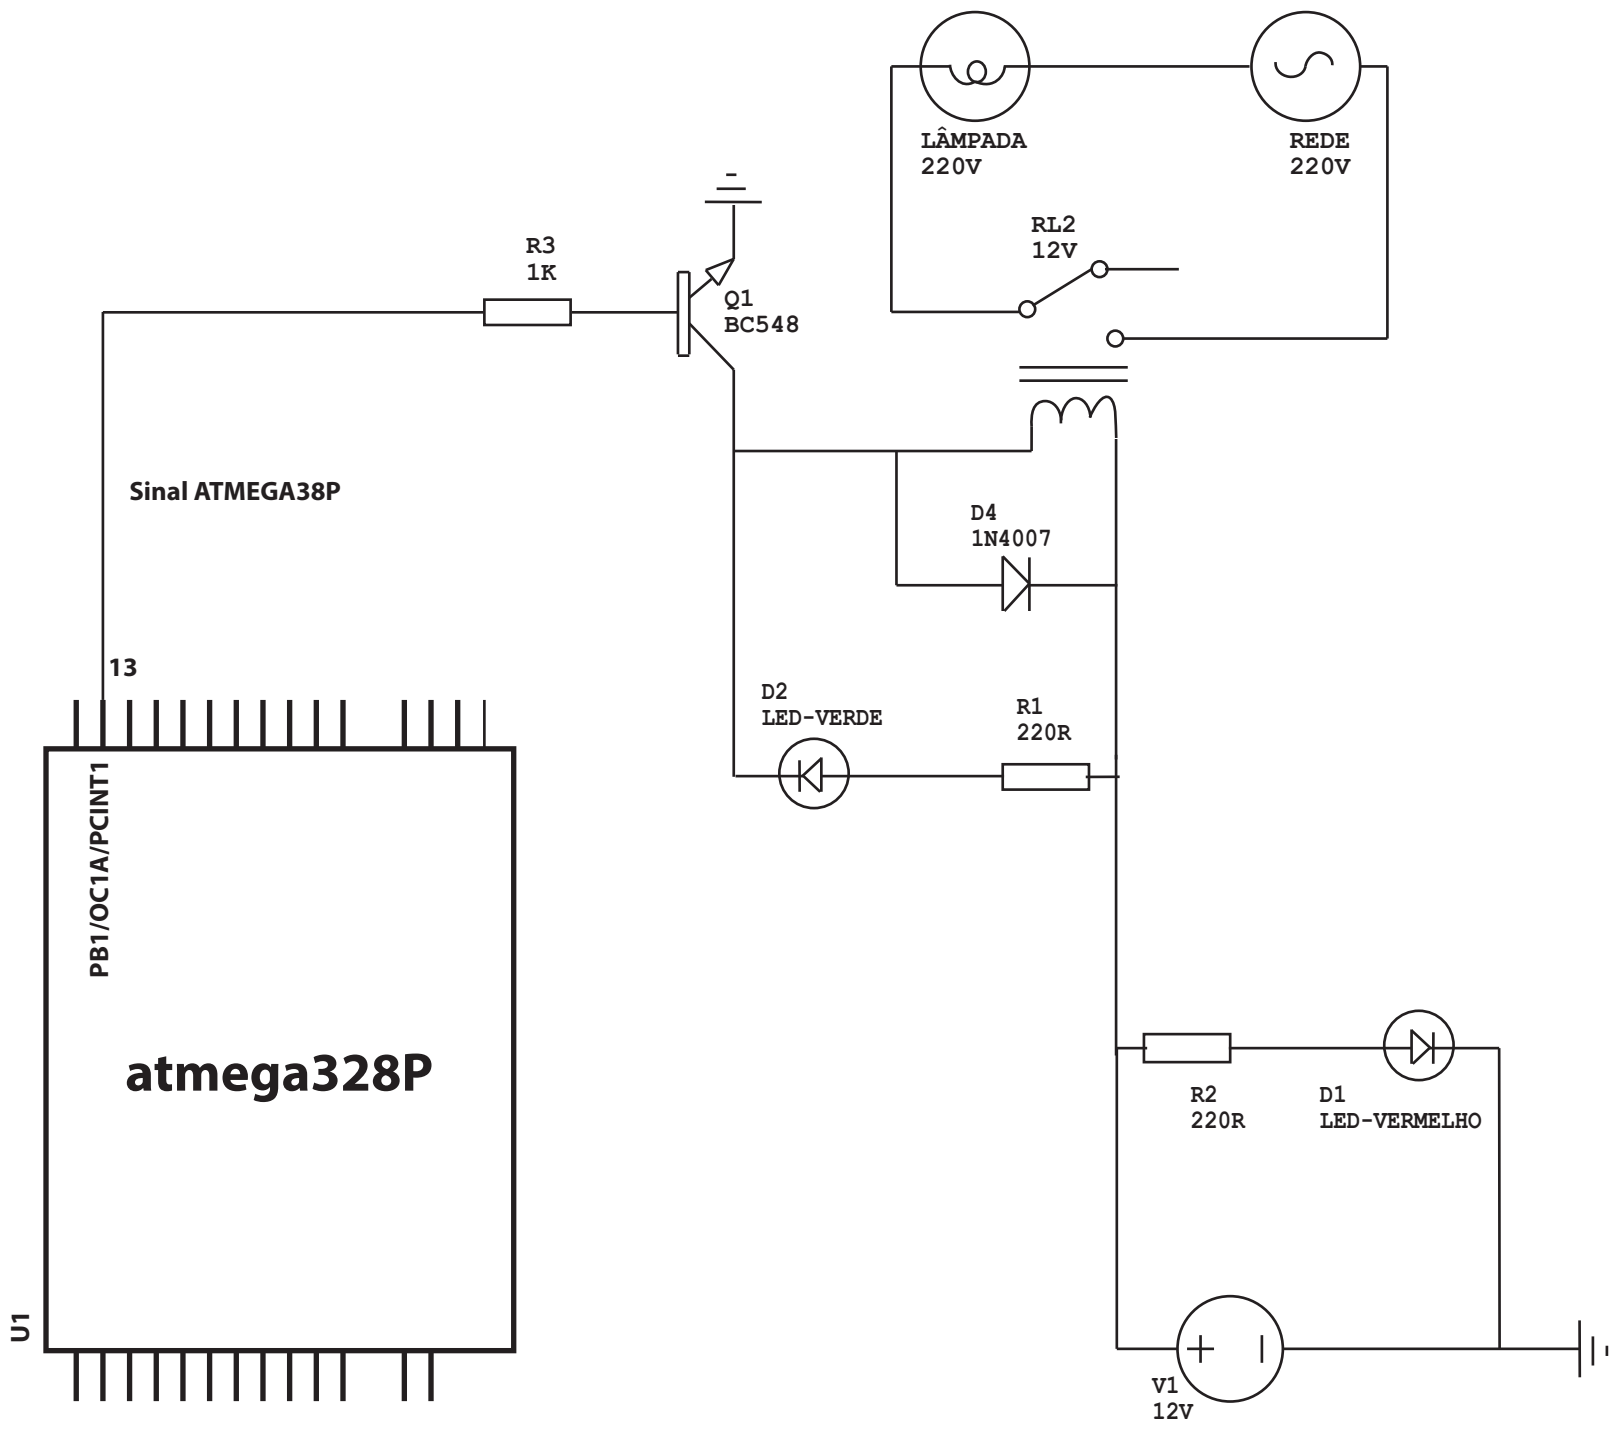 LÂMPADA
220V
REDE
220V
RL2
12V
R3
1K
Q1
BC548
Sinal ATMEGA38P
D4
1N4007
13
D2
LED-VERDE
R1
220R
PB1/OC1A/PCINT1
atmega328P
R2
220R
D1
LED-VERMELHO
U1
V1
12V